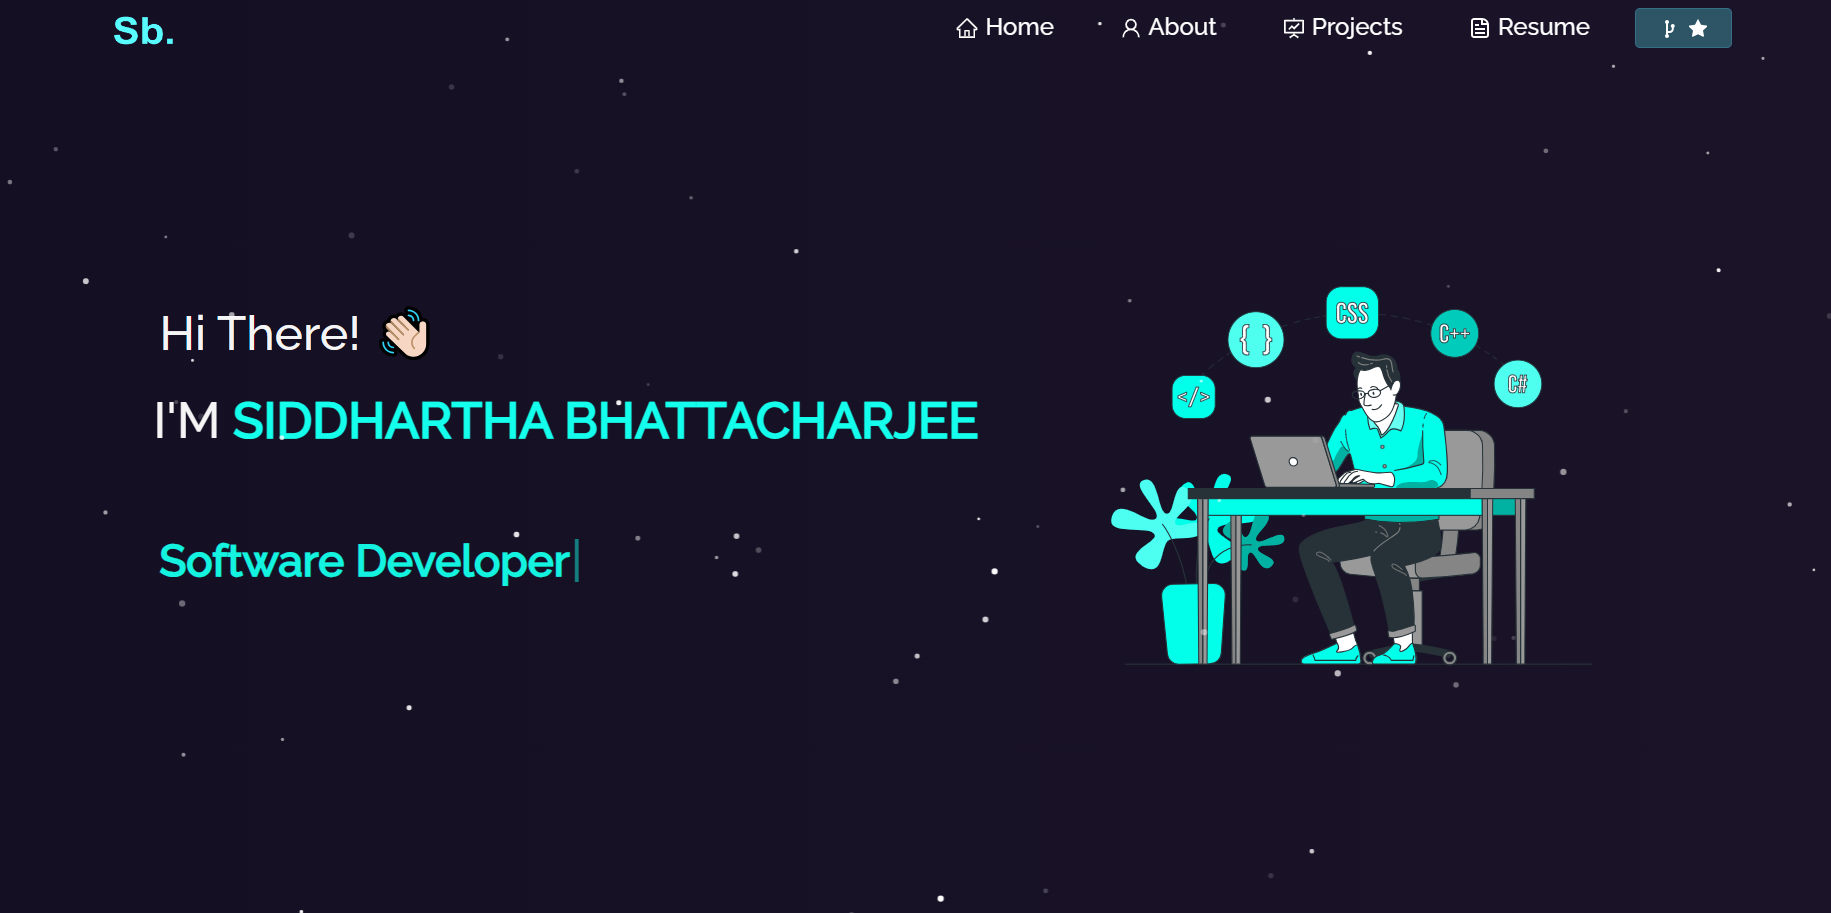 Sb.
Home
About
Projects
Resume
Hi There! 👋🏻
I'M SIDDHARTHA BHATTACHARJEE
Software Developer|
</>
{ }
CSS
C++
C#